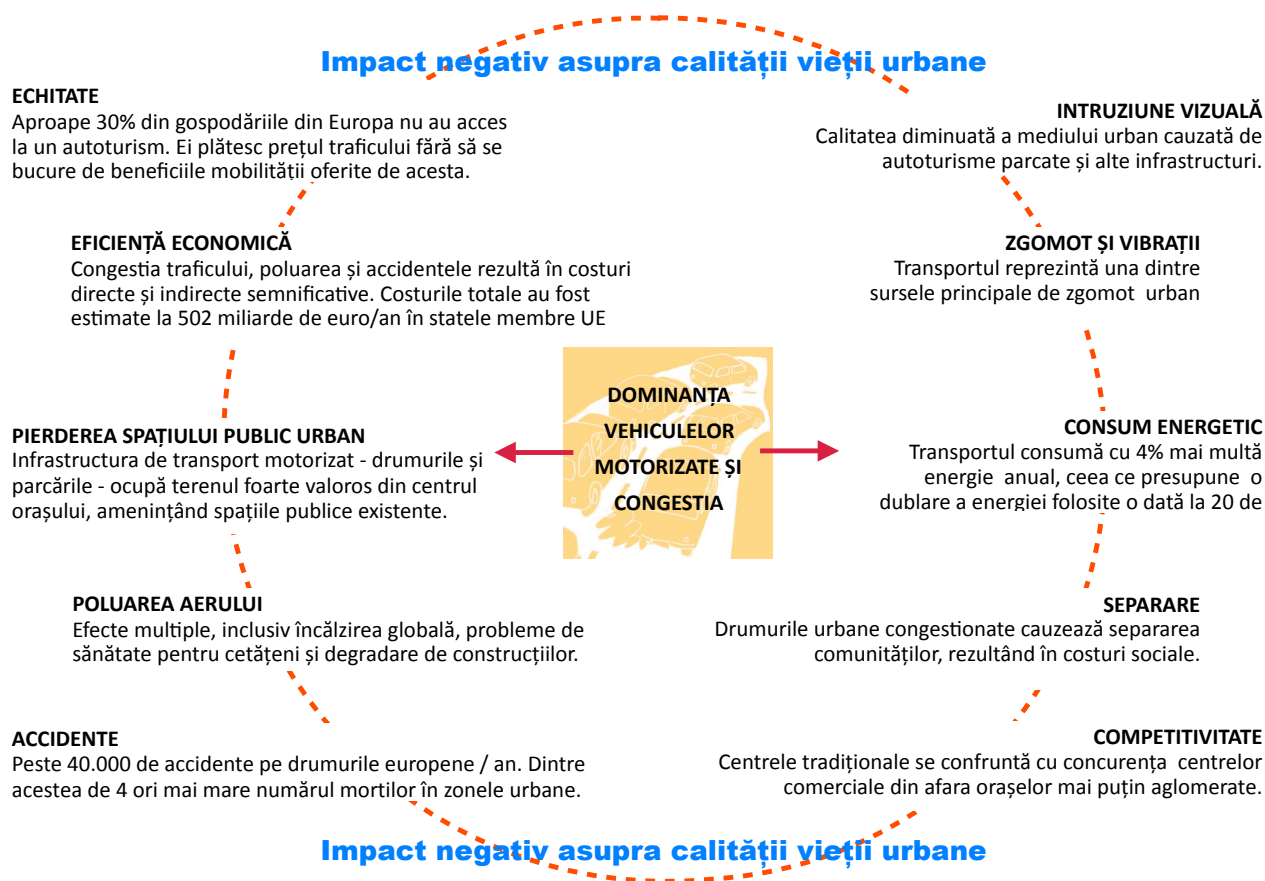 Impact negativ asupra calității vieții urbane
ECHITATE
Aproape 30% din gospodăriile din Europa nu au acces
la un autoturism. Ei plătesc prețul traficului fără să se
bucure de beneficiile mobilității oferite de acesta.
INTRUZIUNE VIZUALĂ
Calitatea diminuată a mediului urban cauzată de
autoturisme parcate și alte infrastructuri.
EFICIENȚĂ ECONOMICĂ
Congestia traficului, poluarea și accidentele rezultă în costuri
directe și indirecte semnificative. Costurile totale au fost
estimate la 502 miliarde de euro/an în statele membre UE
ZGOMOT ȘI VIBRAȚII
Transportul reprezintă una dintre
sursele principale de zgomot urban
DOMINANȚA
VEHICULELOR
MOTORIZATE ȘI
CONGESTIA
PIERDEREA SPAȚIULUI PUBLIC URBAN
Infrastructura de transport motorizat - drumurile și
parcările - ocupă terenul foarte valoros din centrul
orașului, amenințând spațiile publice existente.
CONSUM ENERGETIC
Transportul consumă cu 4% mai multă
energie anual, ceea ce presupune o
dublare a energiei folosite o dată la 20 de
POLUAREA AERULUI
Efecte multiple, inclusiv încălzirea globală, probleme de
sănătate pentru cetățeni și degradare de construcțiilor.
SEPARARE
Drumurile urbane congestionate cauzează separarea
comunităților, rezultând în costuri sociale.
ACCIDENTE
Peste 40.000 de accidente pe drumurile europene / an. Dintre
acestea de 4 ori mai mare numărul mortilor în zonele urbane.
COMPETITIVITATE
Centrele tradiționale se confruntă cu concurența centrelor
comerciale din afara orașelor mai puțin aglomerate.
Impact negativ asupra calității vieții urbane